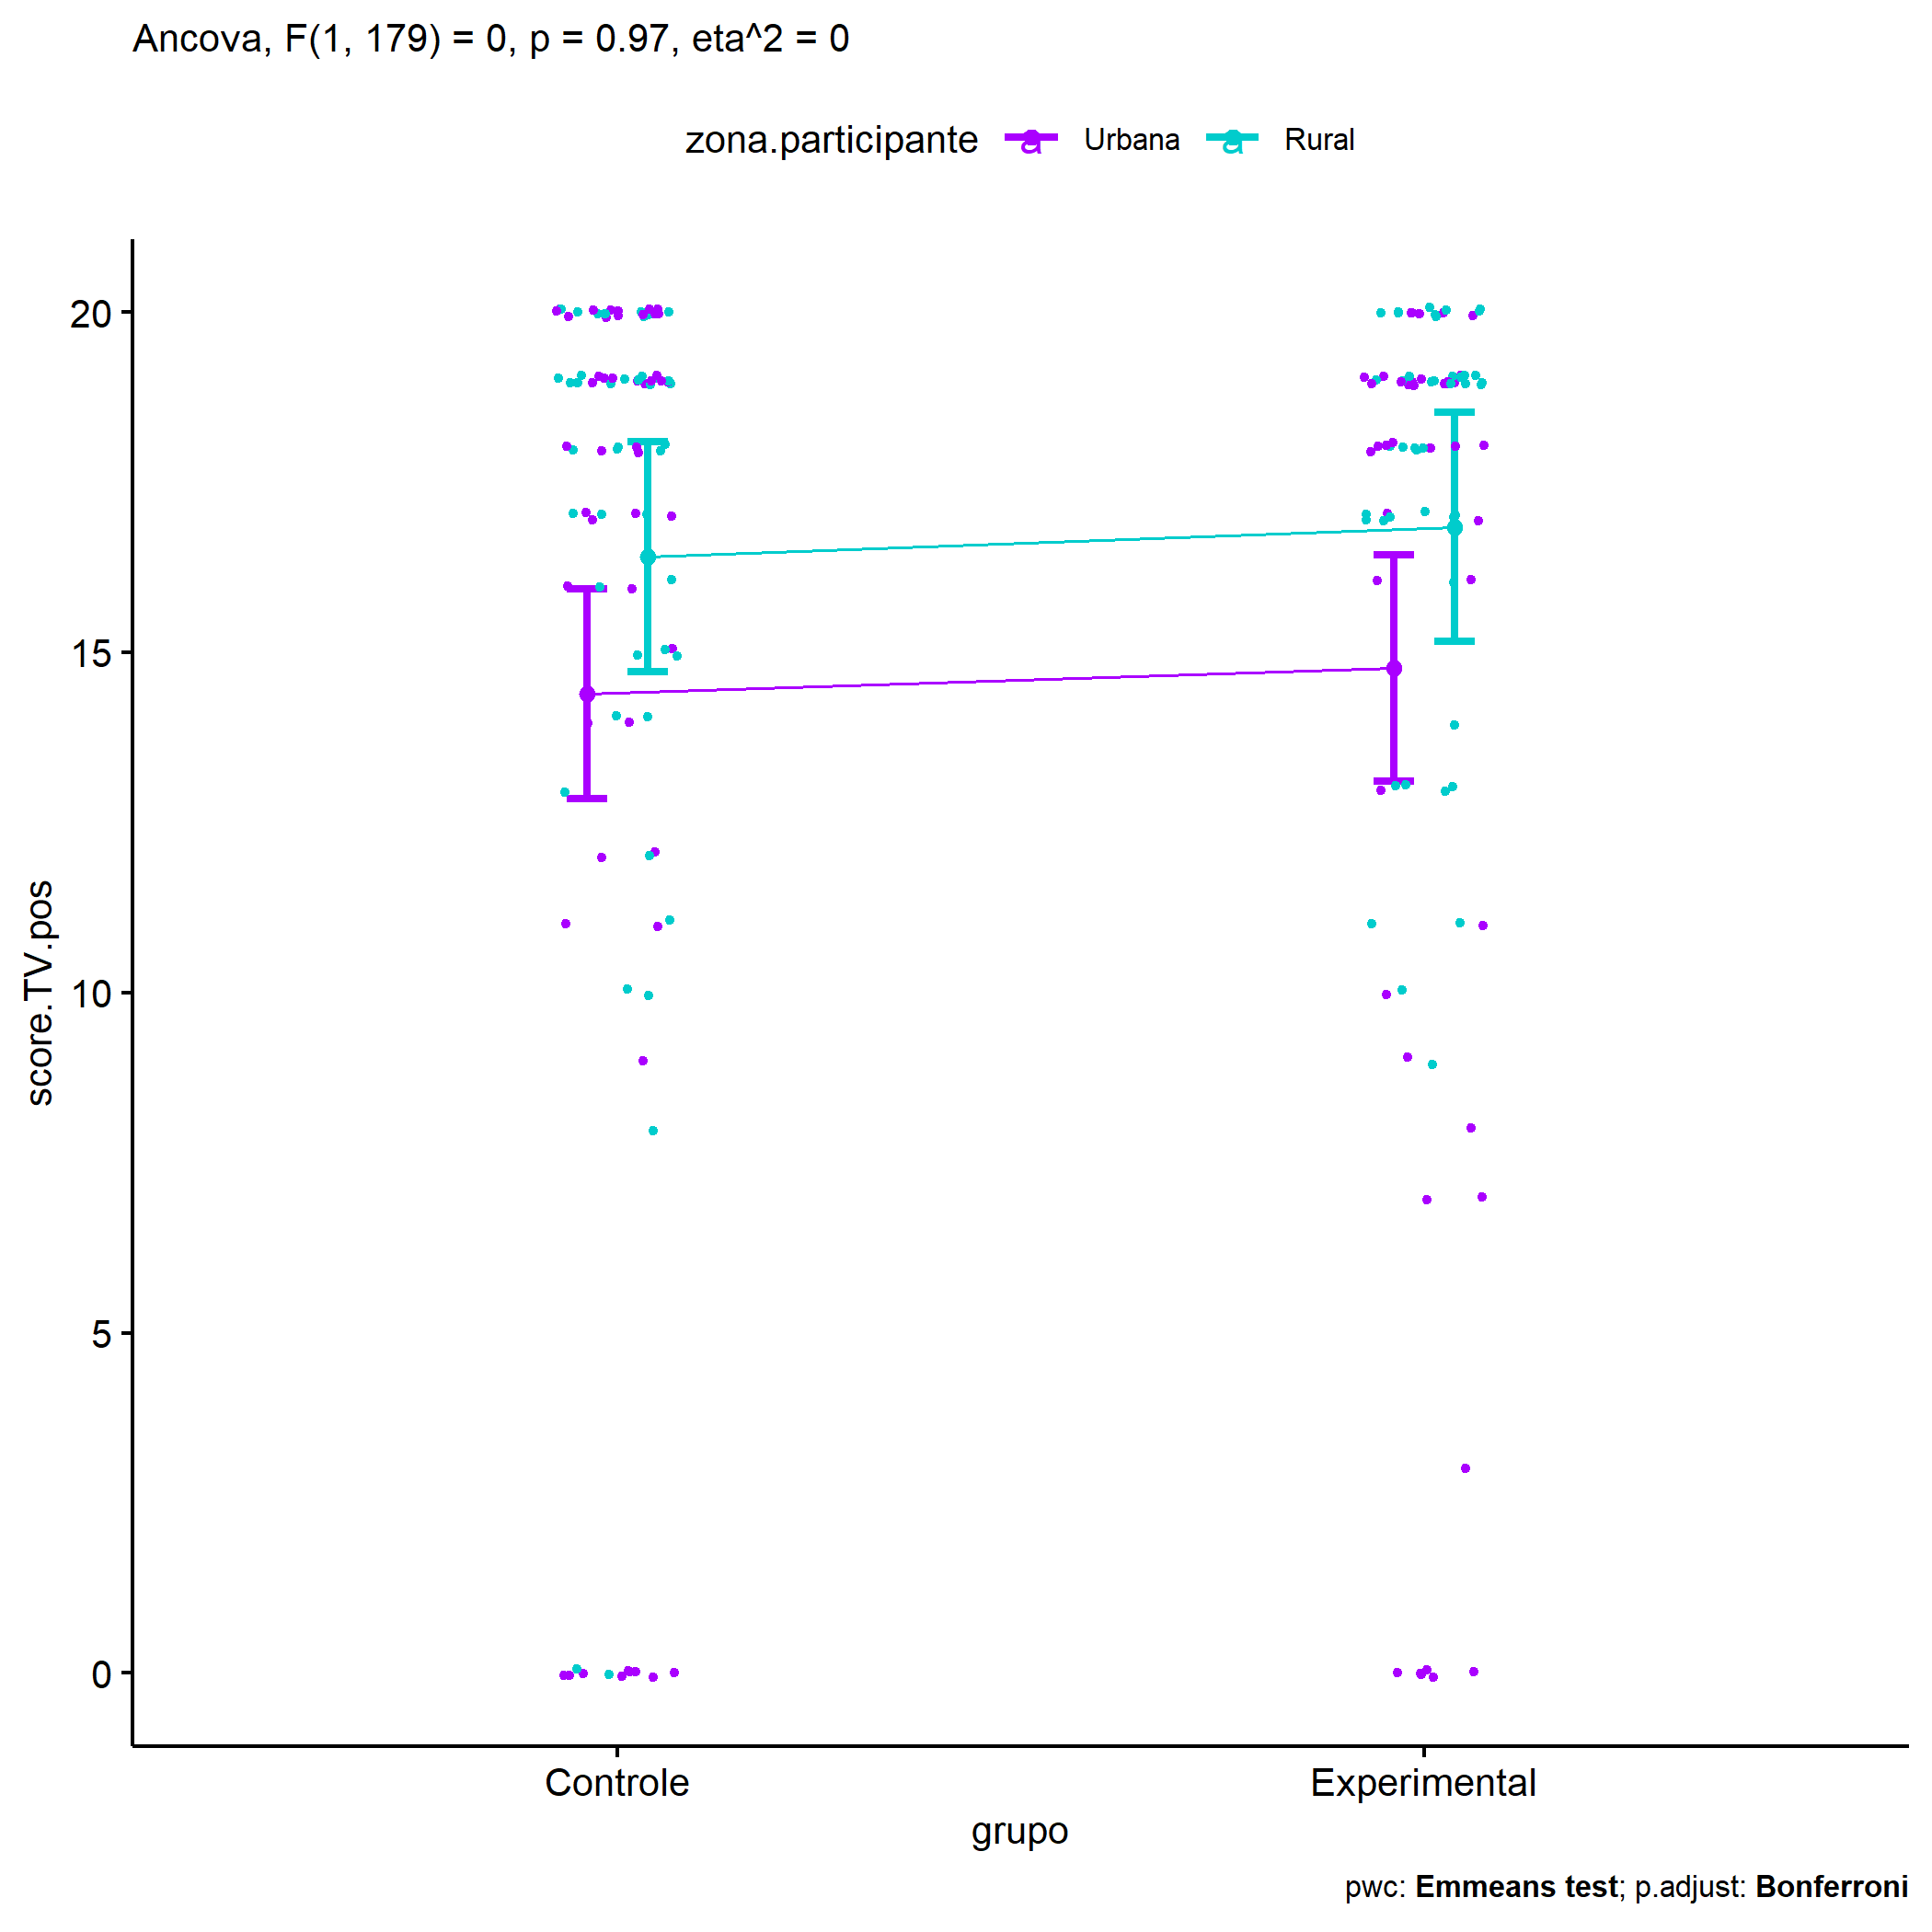 Ancova, F(1, 179) = 0, p = 0.97, eta^2 = 0
zona.participante a Urbana a Rural
20
15
10
5
0
score.TV.pos
Controle Experimental
grupo
pwc: Emmeans test; p.adjust: Bonferroni